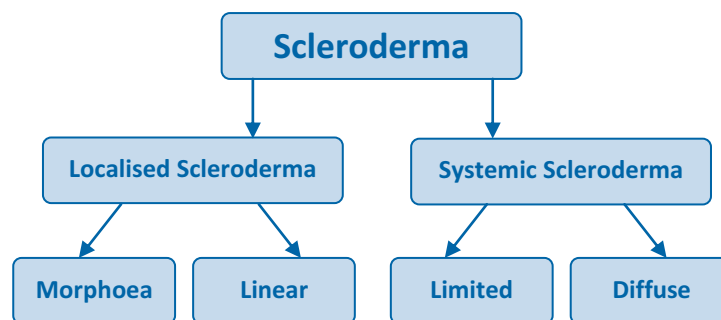 Scleroderma
Localised Scleroderma
Systemic Scleroderma
Morphoea
Linear
Limited
Diffuse